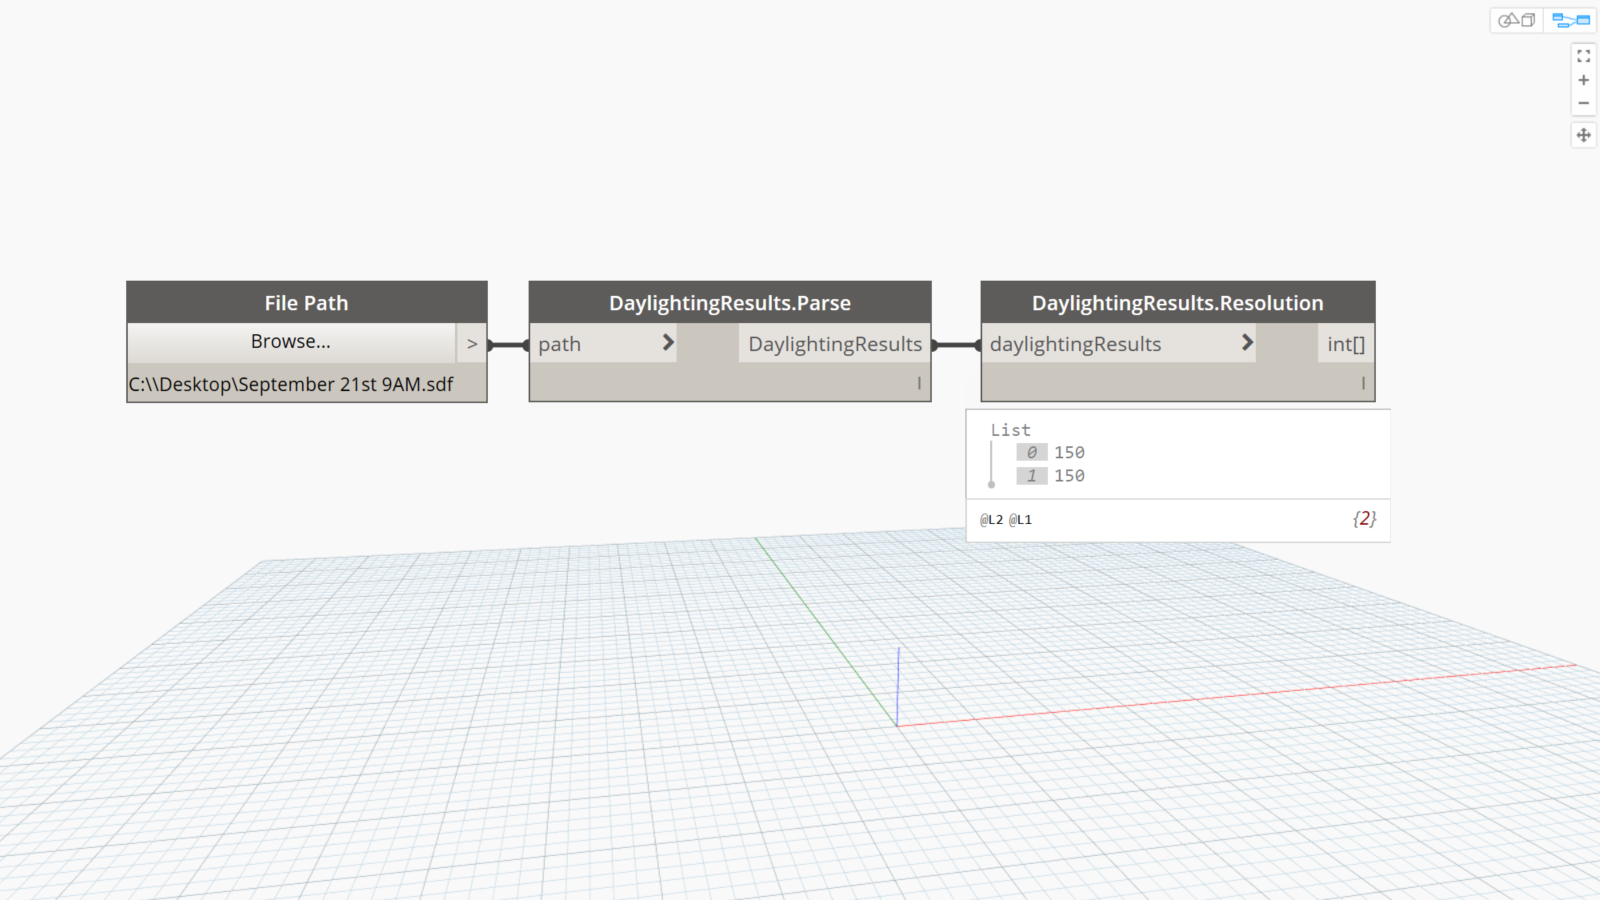 File Path
Browse...
>
C:\\Desktop\September 21st 9AM.sdf
DaylightingResults.Parse
path
DaylightingResults
l
DaylightingResults.Resolution
daylightingResults
int[]
l
List
0 150
1 150
@L2 @L1
{2}